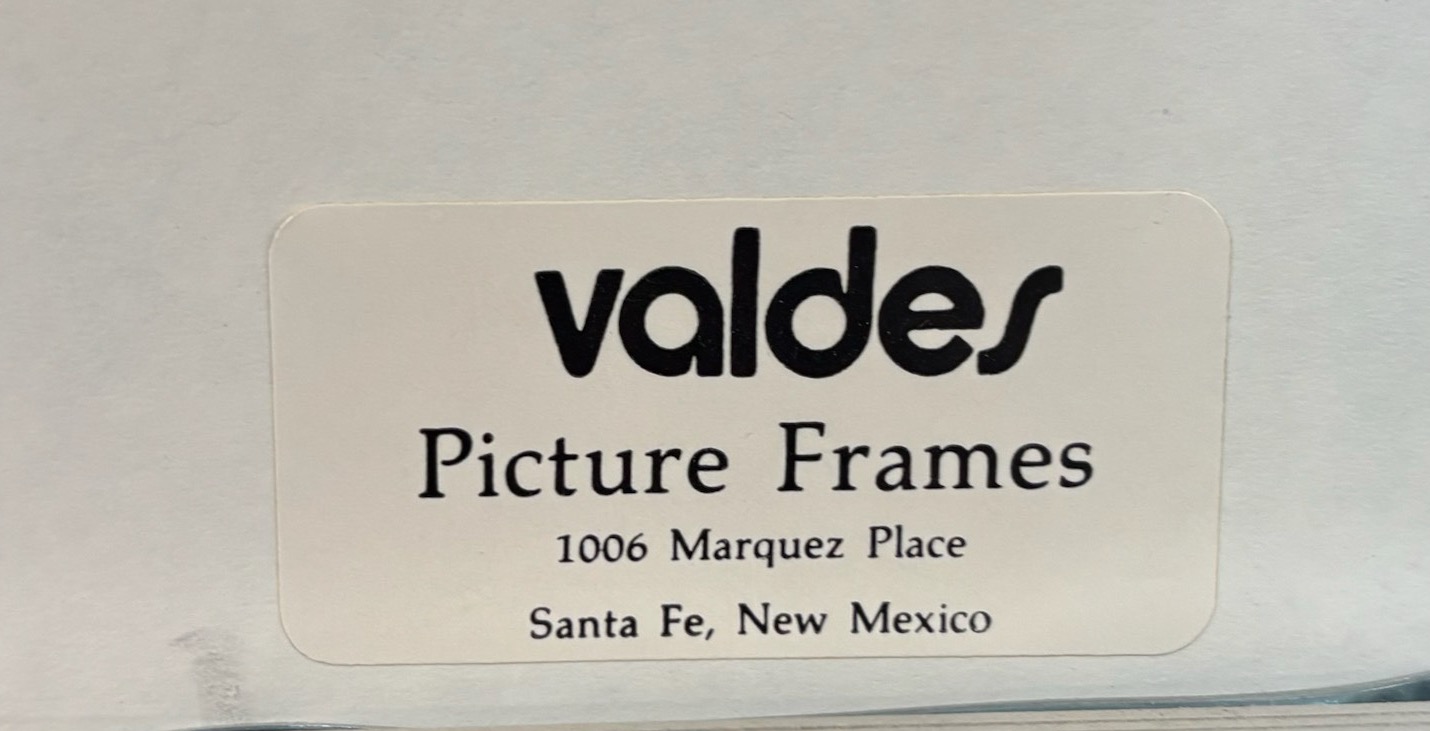 valdes
Picture Frames
1006 Marquez Place
Santa Fe, New Mexico